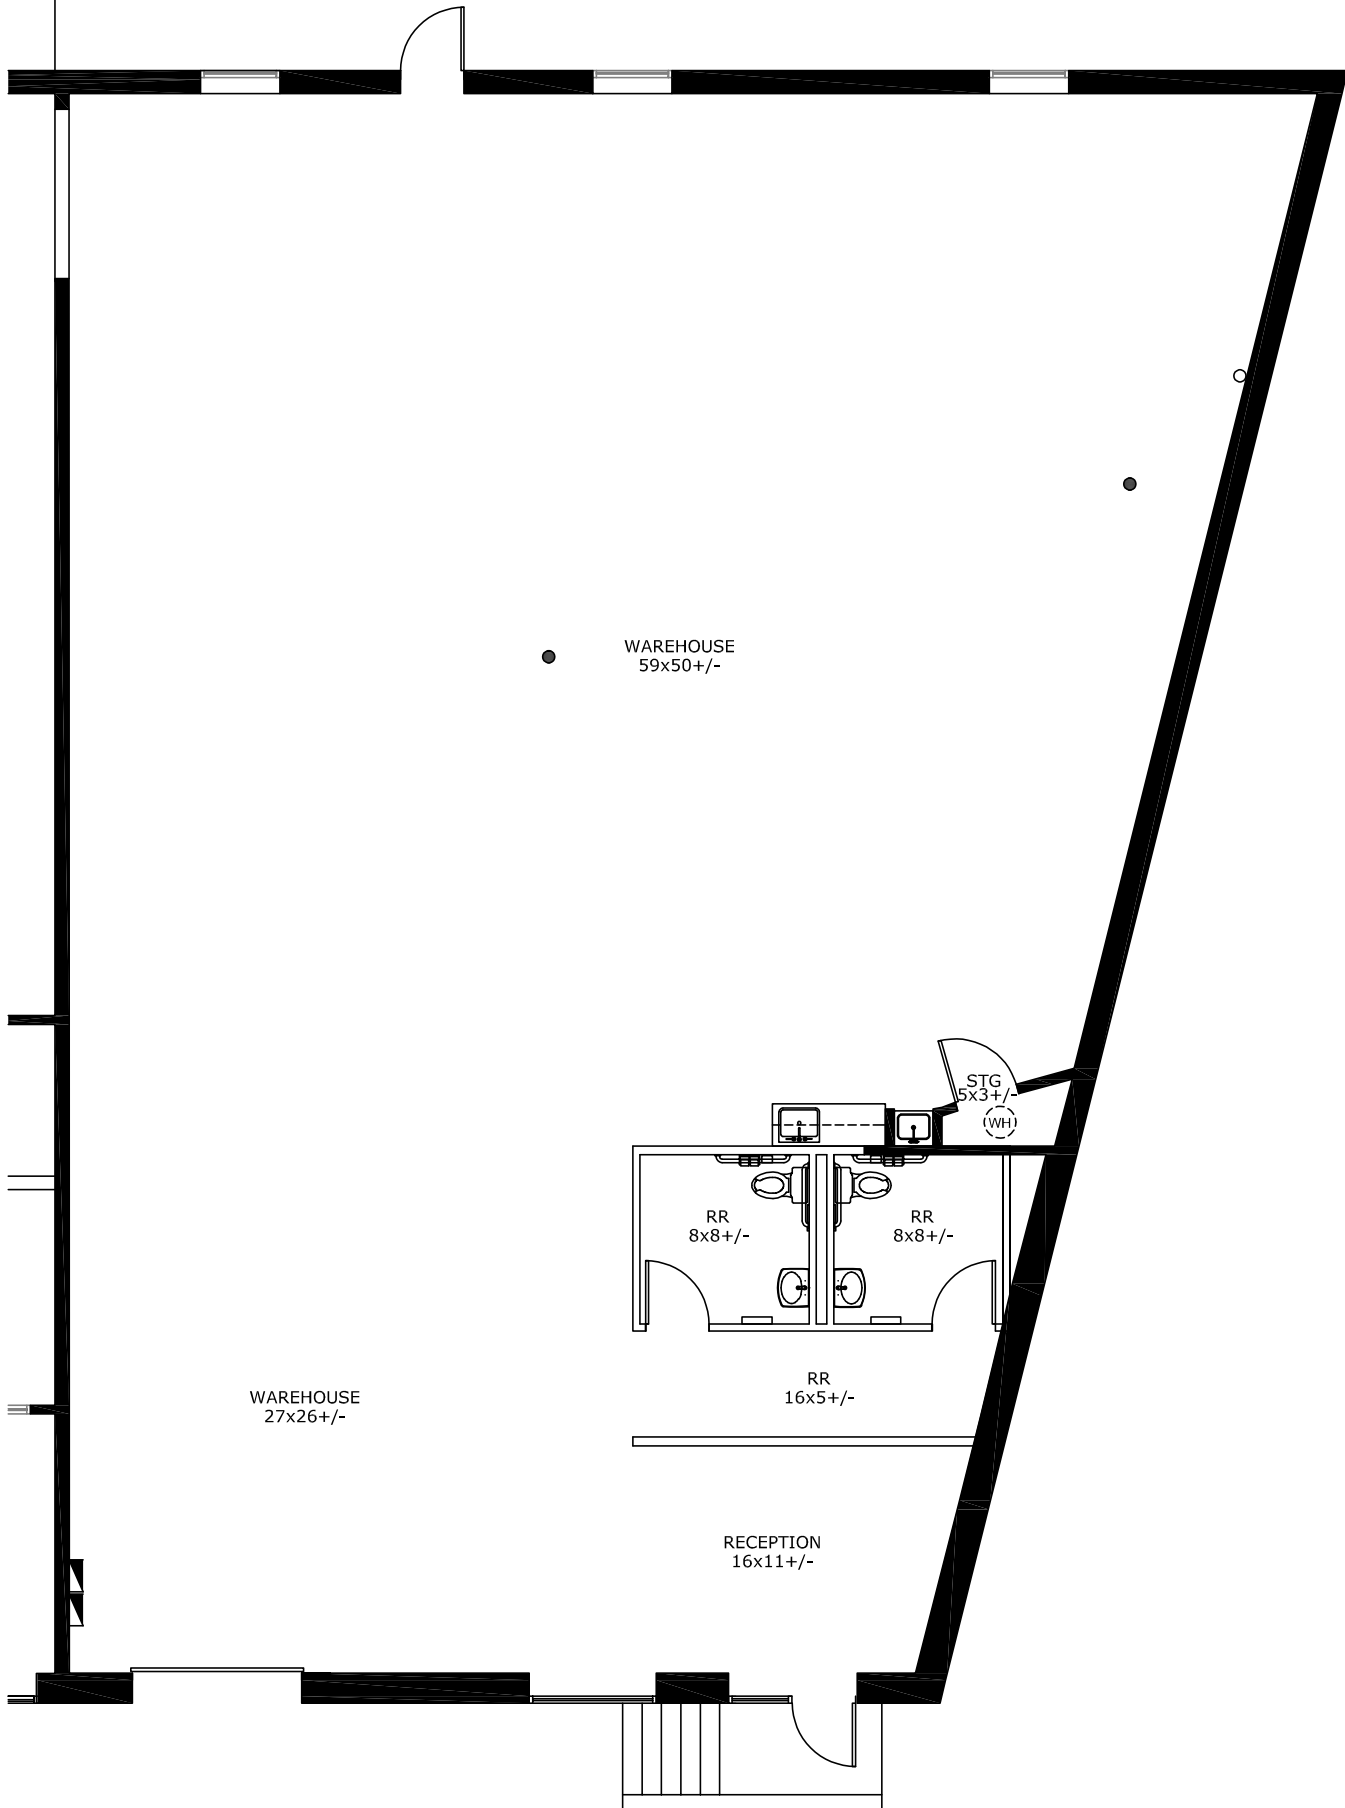 WAREHOUSE
59x50+/-
STG
5x3+/-
WH
RR
8x8+/-
RR
8x8+/-
RR
16x5+/-
WAREHOUSE
27x26+/-
RECEPTION
16x11+/-